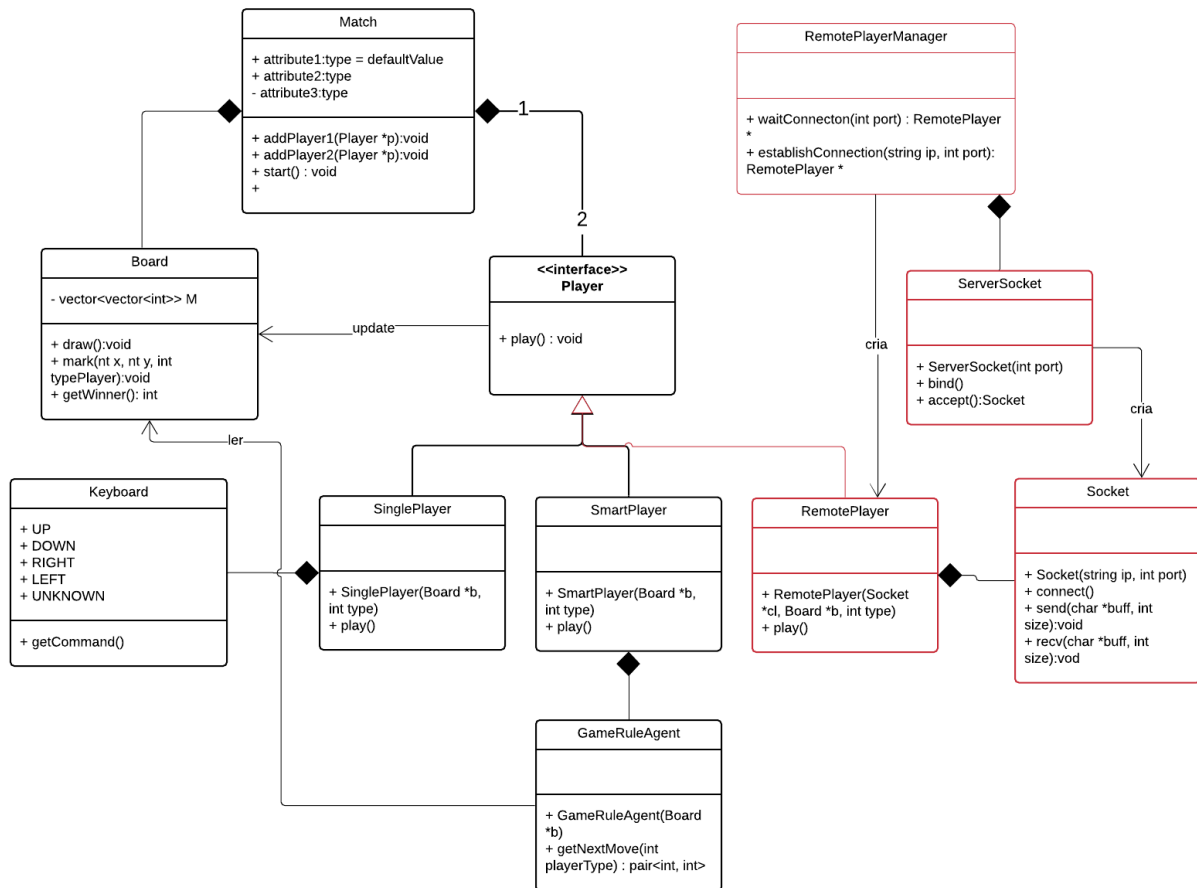 Match
+ attribute1:type = defaultValue
+ attribute2:type
- attribute3:type
+ addPlayer1(Player *p):void
+ addPlayer2(Player *p):void
+ start() : void
+
1
2
RemotePlayerManager
+ waitConnecton(int port) : RemotePlayer
*
+ establishConnection(string ip, int port):
RemotePlayer *
Board
- vector<vector<int>> M
+ draw():void
+ mark(nt x, nt y, int
typePlayer):void
+ getWinner(): int
update
<<interface>>
Player
+ play() : void
cria
ServerSocket
+ ServerSocket(int port)
+ bind()
+ accept():Socket
cria
ler
Keyboard
+ UP
+ DOWN
+ RIGHT
+ LEFT
+ UNKNOWN
+ getCommand()
SinglePlayer
+ SinglePlayer(Board *b,
int type)
+ play()
SmartPlayer
+ SmartPlayer(Board *b,
int type)
+ play()
RemotePlayer
+ RemotePlayer(Socket
*cl, Board *b, int type)
+ play()
Socket
+ Socket(string ip, int port)
+ connect()
+ send(char *buff, int
size):void
+ recv(char *buff, int
size):vod
GameRuleAgent
+ GameRuleAgent(Board
*b)
+ getNextMove(int
playerType) : pair<int, int>